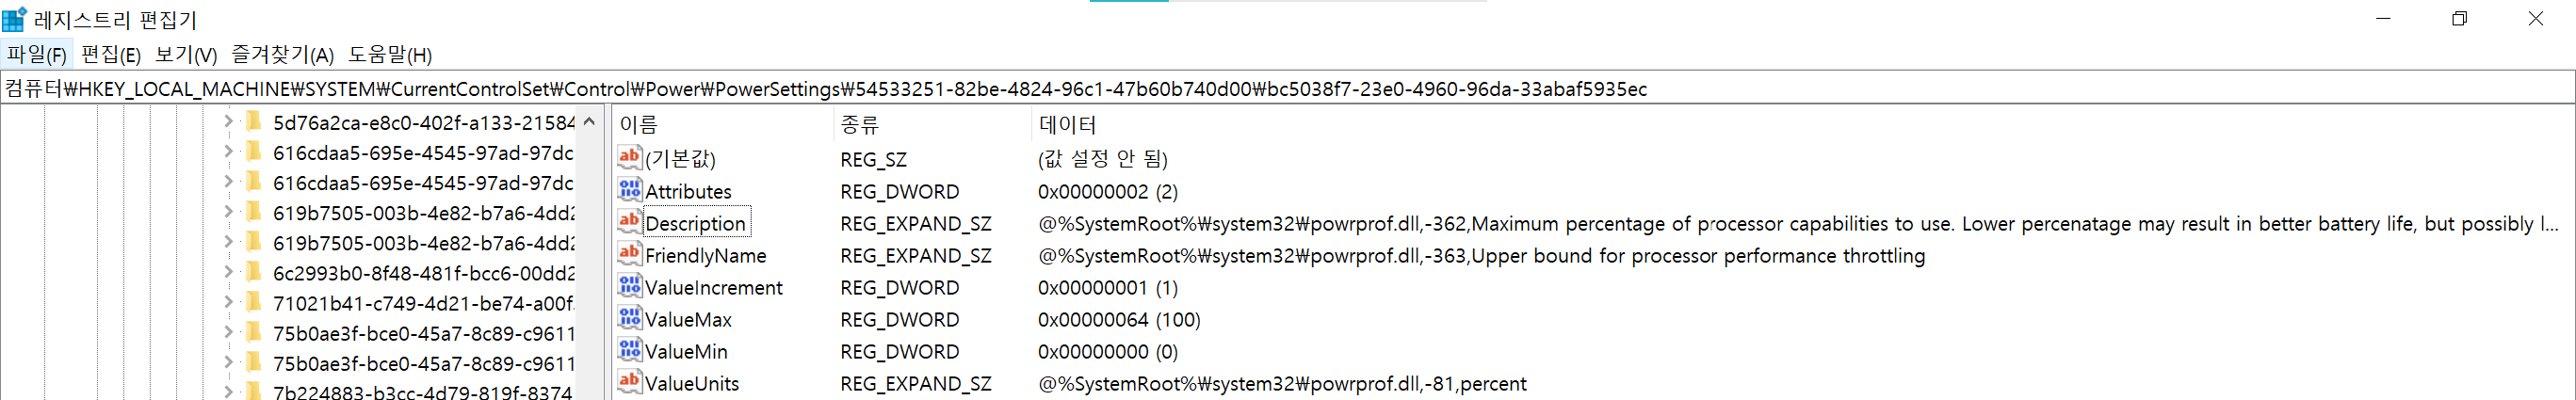 레지스트리 편집기
파일(F) 편집(E) 보기(V) 즐겨찾기(A) 도움말(H)
컴퓨터₩HKEY_LOCAL_MACHINE₩SYSTEM₩CurrentControlSet₩Control₩Power₩PowerSettings₩54533251-82be-4824-96c1-47b60b740d00₩bc5038f7-23e0-4960-96da-33abaf5935ec
5d76a2ca-e8c0-402f-a133-21584
616cdaa5-695e-4545-97ad-97dc
616cdaa5-695e-4545-97ad-97dc
619b7505-003b-4e82-b7a6-4dd2
619b7505-003b-4e82-b7a6-4dd2
6c2993b0-8f48-481f-bcc6-00dd2
71021b41-c749-4d21-be74-a00f
75b0ae3f-bce0-45a7-8c89-c9611
75b0ae3f-bce0-45a7-8c89-c9611
7b224883-b3cc-4d79-819f-8374
이름 종류 데이터
(기본값) REG_SZ (값 설정 안 됨)
Attributes REG_DWORD 0x00000002 (2)
Description REG_EXPAND_SZ @%SystemRoot%₩system32₩powrprof.dll,-362,Maximum percentage of processor capabilities to use. Lower percenatage may result in better battery life, but possibly l...
FriendlyName REG_EXPAND_SZ @%SystemRoot%₩system32₩powrprof.dll,-363,Upper bound for processor performance throttling
ValueIncrement REG_DWORD 0x00000001 (1)
ValueMax REG_DWORD 0x00000064 (100)
ValueMin REG_DWORD 0x00000000 (0)
ValueUnits REG_EXPAND_SZ @%SystemRoot%₩system32₩powrprof.dll,-81,percent